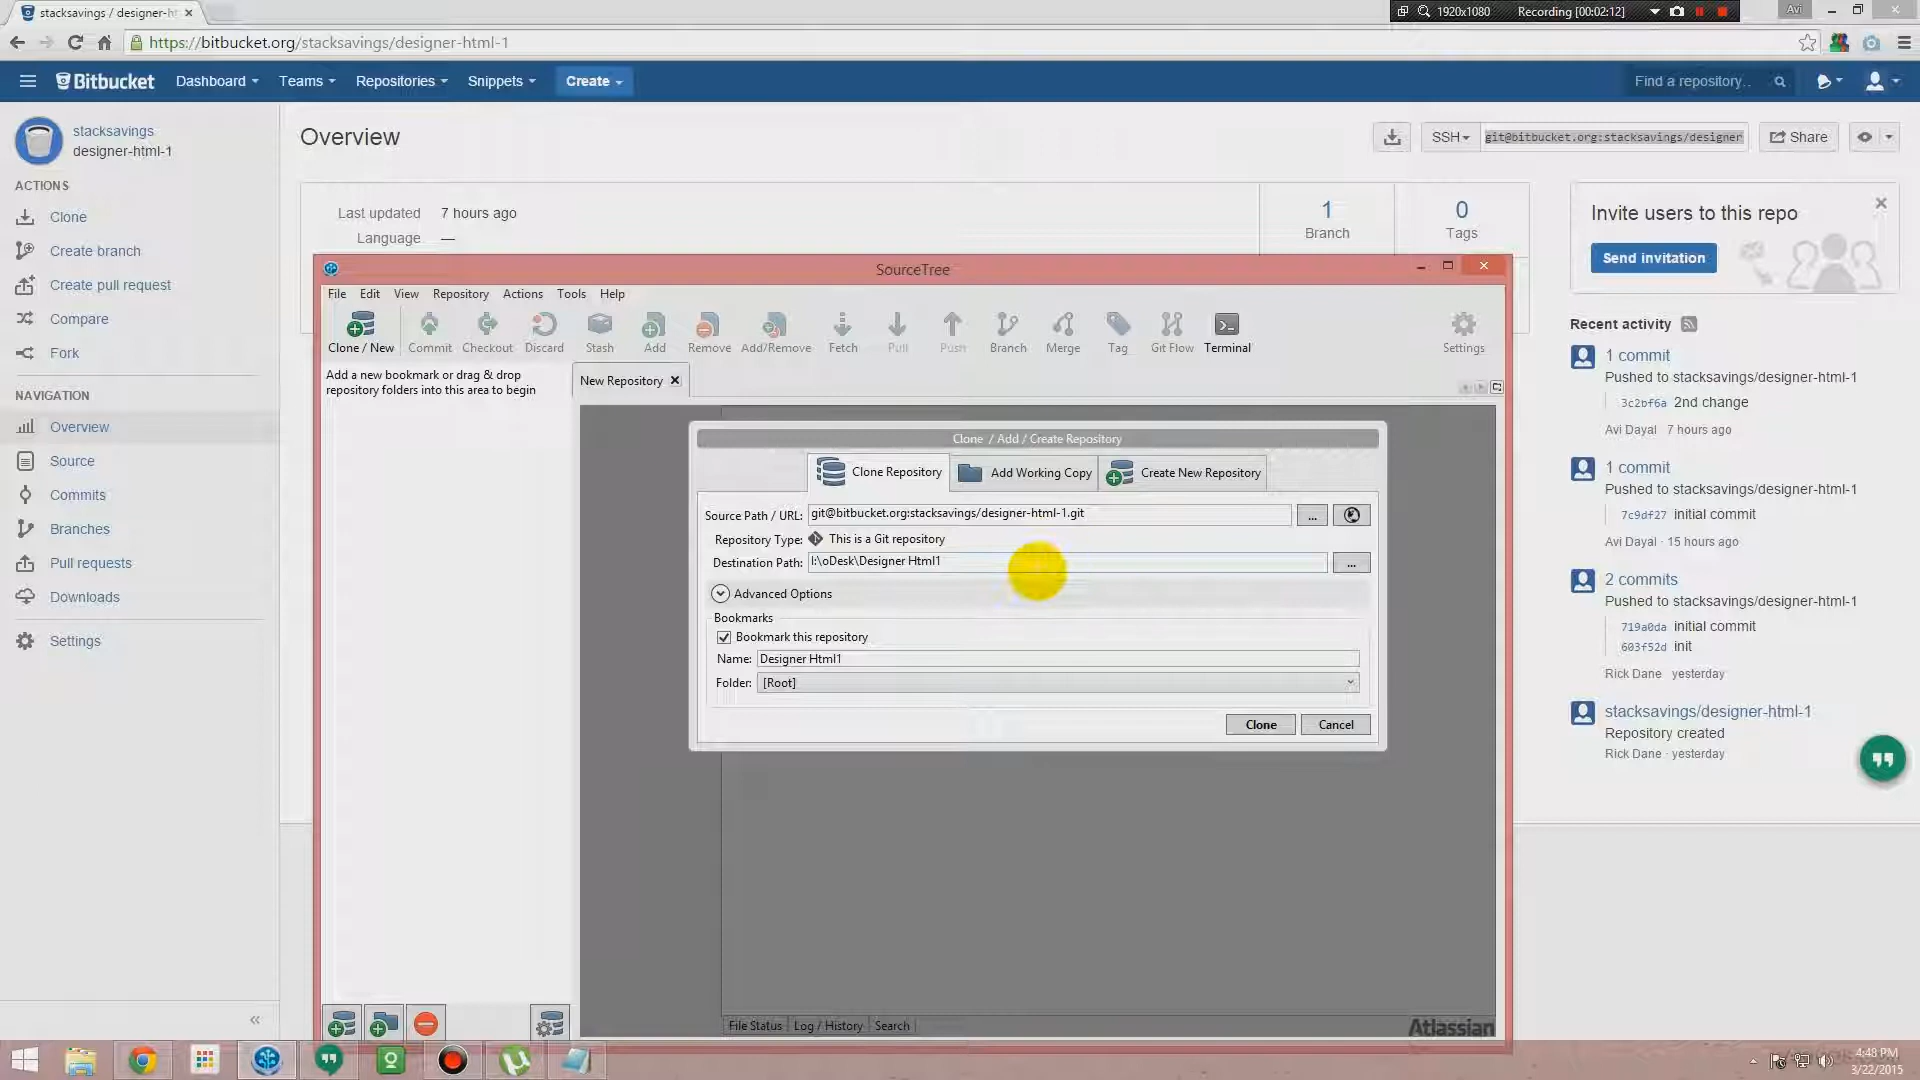 stacksavings / designer-ht
1920x1080 Recording [00:02:12]
Avi
https://bitbucket.org/stacksavings/designer-html-1
Bitbucket Dashboard Teams Repositories Snippets Create Find a repository...
stacksavings
designer-html-1
Overview
SSH git@bitbucket.org:stacksavings/designer Share
ACTIONS
Clone
Create branch
Create pull request
Compare
Fork
NAVIGATION
Overview
Source
Commits
Branches
Pull requests
Downloads
Settings
Last updated 7 hours ago
Language —
1
Branch
0
Tags
Invite users to this repo
Send invitation
Recent activity
1 commit
Pushed to stacksavings/designer-html-1
3c2bf6a 2nd change
Avi Dayal 7 hours ago
1 commit
Pushed to stacksavings/designer-html-1
7c9df27 initial commit
Avi Dayal · 15 hours ago
2 commits
Pushed to stacksavings/designer-html-1
719a0da initial commit
603f52d init
Rick Dane yesterday
stacksavings/designer-html-1
Repository created
Rick Dane · yesterday
SourceTree
File Edit View Repository Actions Tools Help
Clone / New Commit Checkout Discard Stash Add Remove Add/Remove Fetch Pull Push Branch Merge Tag Git Flow Terminal Settings
Add a new bookmark or drag & drop
repository folders into this area to begin
New Repository
Clone / Add / Create Repository
Clone Repository Add Working Copy Create New Repository
Source Path / URL: git@bitbucket.org:stacksavings/designer-html-1.git ...
Repository Type: This is a Git repository
Destination Path: I:\oDesk\Designer Html1 ...
Advanced Options
Bookmarks
Bookmark this repository
Name: Designer Html1
Folder: [Root]
Clone Cancel
File Status Log / History Search
Atlassian
4:48 PM
3/22/2015